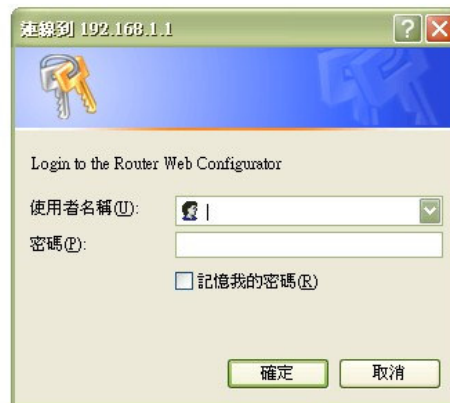 連線到 192.168.1.1
Login to the Router Web Configurator
使用者名稱(U):
密碼(P):
記憶我的密碼(R)
確定
取消